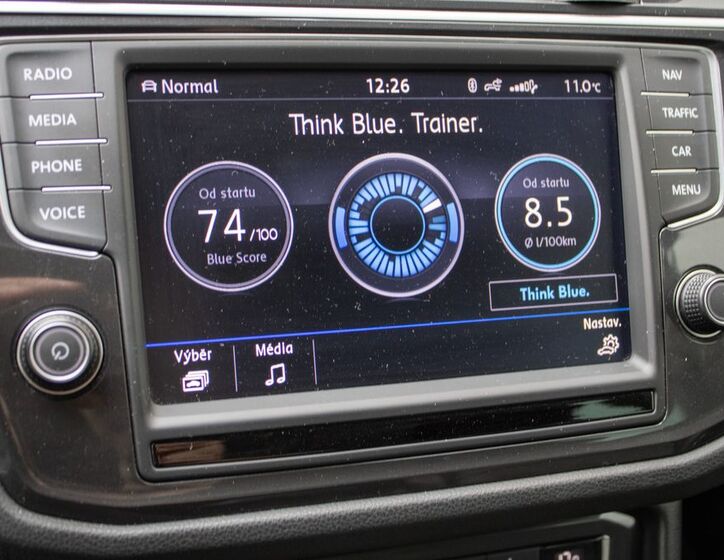 RADIO
MEDIA
PHONE
VOICE
NAV
TRAFFIC
CAR
MENU
Normal
12:26
11.0°C
Think Blue. Trainer.
Od startu
74/100
Blue Score
Od startu
8.5
Ø l/100km
Think Blue.
Výběr
Média
Nastav.